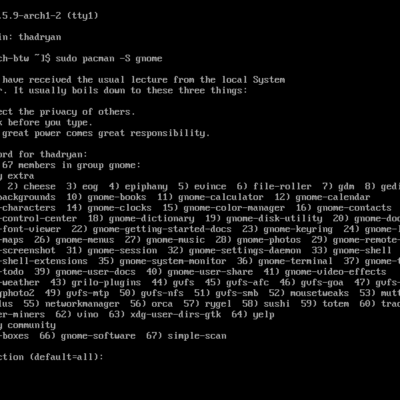 .5.9-arch1-2 (tty1)
in: thadryan
ch-btw ~]$ sudo pacman -S gnome
have received the usual lecture from the local System
r. It usually boils down to these three things:
ect the privacy of others.
k before you type.
great power comes great responsibility.
ord for thadryan:
67 members in group gnome:
y extra
2) cheese 3) eog 4) epiphany 5) evince 6) file-roller 7) gdm 8) gedi
backgrounds 10) gnome-books 11) gnome-calculator 12) gnome-calendar
-characters 14) gnome-clocks 15) gnome-color-manager 16) gnome-contacts
-control-center 18) gnome-dictionary 19) gnome-disk-utility 20) gnome-doc
-font-viewer 22) gnome-getting-started-docs 23) gnome-keyring 24) gnome-l
-maps 26) gnome-menus 27) gnome-music 28) gnome-photos 29) gnome-remote-
-screenshot 31) gnome-session 32) gnome-settings-daemon 33) gnome-shell
-shell-extensions 35) gnome-system-monitor 36) gnome-terminal 37) gnome-t
-todo 39) gnome-user-docs 40) gnome-user-share 41) gnome-video-effects
-weather 43) grilo-plugins 44) gvfs 45) gvfs-afc 46) gvfs-goa 47) gvfs-
photo2 49) gvfs-mtp 50) gvfs-nfs 51) gvfs-smb 52) mousetweaks 53) mutt
lus 55) networkmanager 56) orca 57) rygel 58) sushi 59) totem 60) trac
er-miners 62) vino 63) xdg-user-dirs-gtk 64) yelp
y community
-boxes 66) gnome-software 67) simple-scan
ction (default=all):